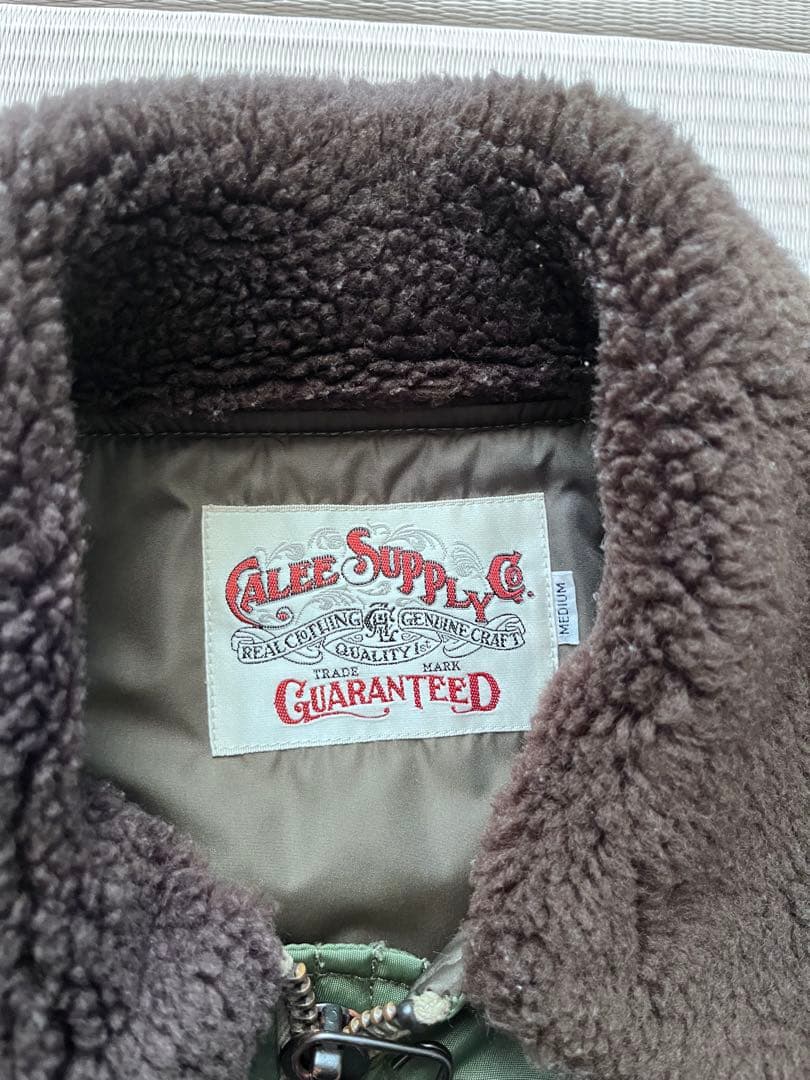 CALEE SUPPLY Co.
REAL CLOTHING GENUINE CRAFT
QUALITY 1st
TRADE MARK
GUARANTEED
MEDIUM